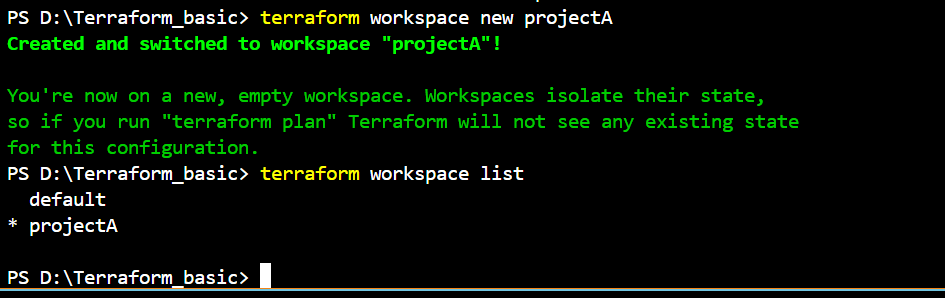 PS D:\Terraform_basic> terraform workspace new projectA
Created and switched to workspace "projectA"!
You're now on a new, empty workspace. Workspaces isolate their state,
so if you run "terraform plan" Terraform will not see any existing state
for this configuration.
PS D:\Terraform_basic> terraform workspace list
  default
* projectA
PS D:\Terraform_basic>